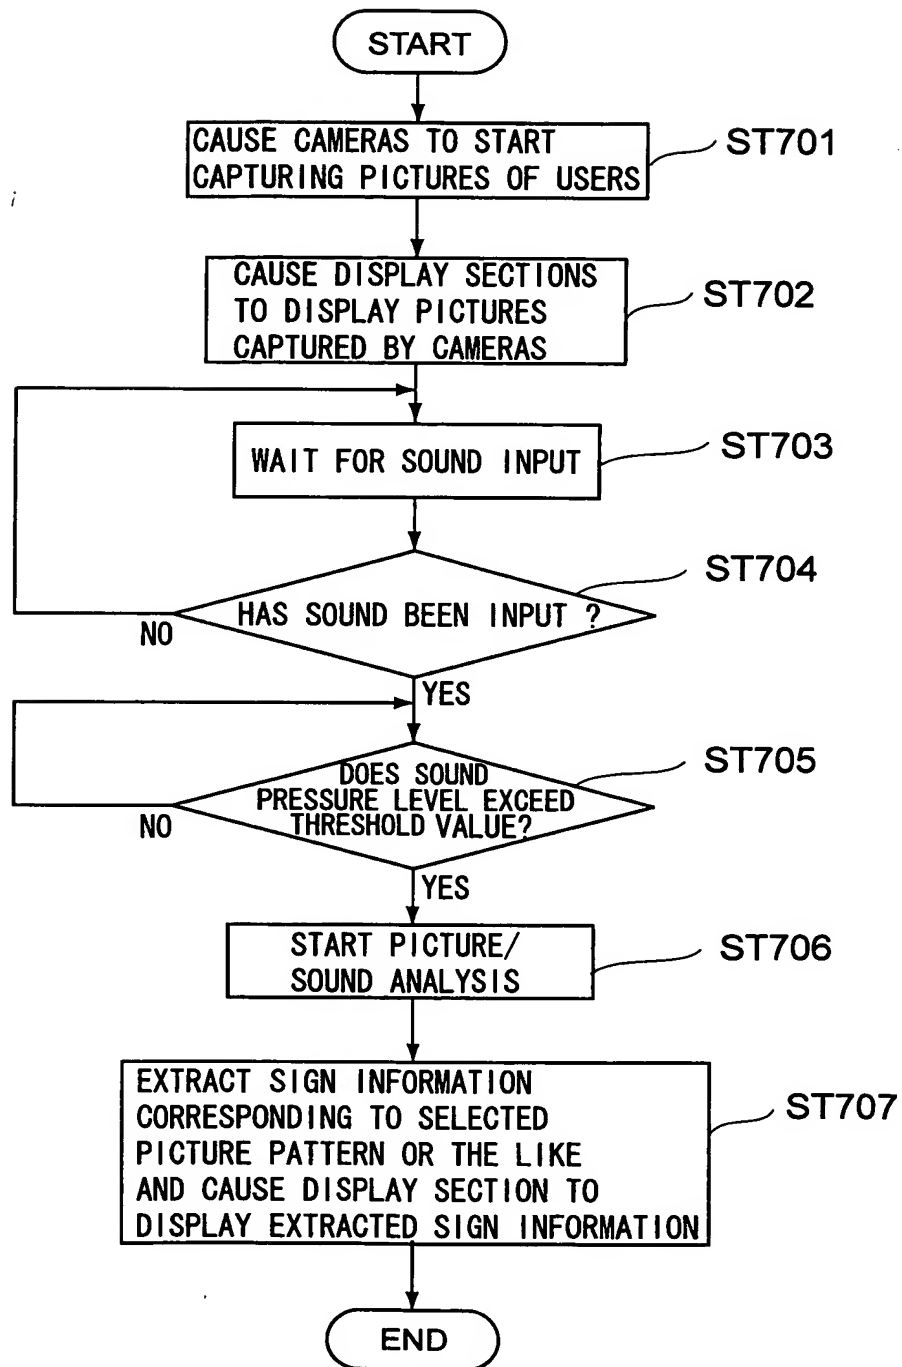 START
CAUSE CAMERAS TO START
CAPTURING PICTURES OF USERS
ST701
CAUSE DISPLAY SECTIONS
TO DISPLAY PICTURES
CAPTURED BY CAMERAS
ST702
WAIT FOR SOUND INPUT
ST703
HAS SOUND BEEN INPUT ?
ST704
NO
YES
DOES SOUND
PRESSURE LEVEL EXCEED
THRESHOLD VALUE?
ST705
NO
YES
START PICTURE/
SOUND ANALYSIS
ST706
EXTRACT SIGN INFORMATION
CORRESPONDING TO SELECTED
PICTURE PATTERN OR THE LIKE
AND CAUSE DISPLAY SECTION TO
DISPLAY EXTRACTED SIGN INFORMATION
ST707
END